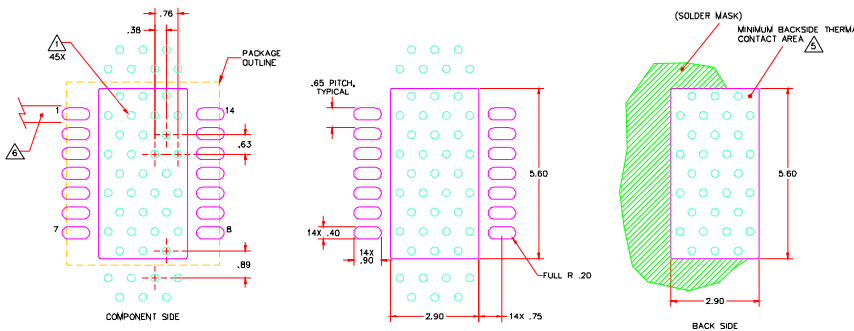 .76
.38
1
45X
PACKAGE
OUTLINE
1
14
6
.63
7
8
.89
COMPONENT SIDE
.65 PITCH,
TYPICAL
5.60
14X .40
14X
.90
FULL R .20
2.90
14X .75
(SOLDER MASK)
MINIMUM BACKSIDE THERMA
CONTACT AREA
5
5.60
2.90
BACK SIDE